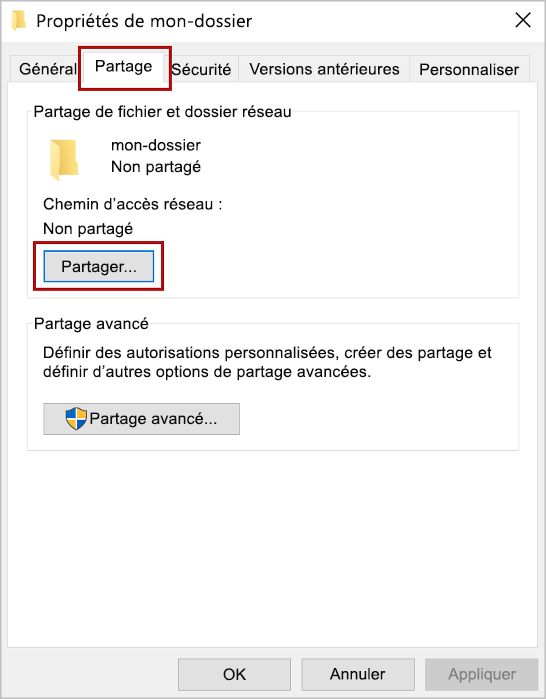 Propriétés de mon-dossier
Général Partage Sécurité Versions antérieures Personnaliser
Partage de fichier et dossier réseau
mon-dossier
Non partagé
Chemin d’accès réseau :
Non partagé
Partager...
Partage avancé
Définir des autorisations personnalisées, créer des partage et
définir d’autres options de partage avancées.
Partage avancé...
OK Annuler Appliquer